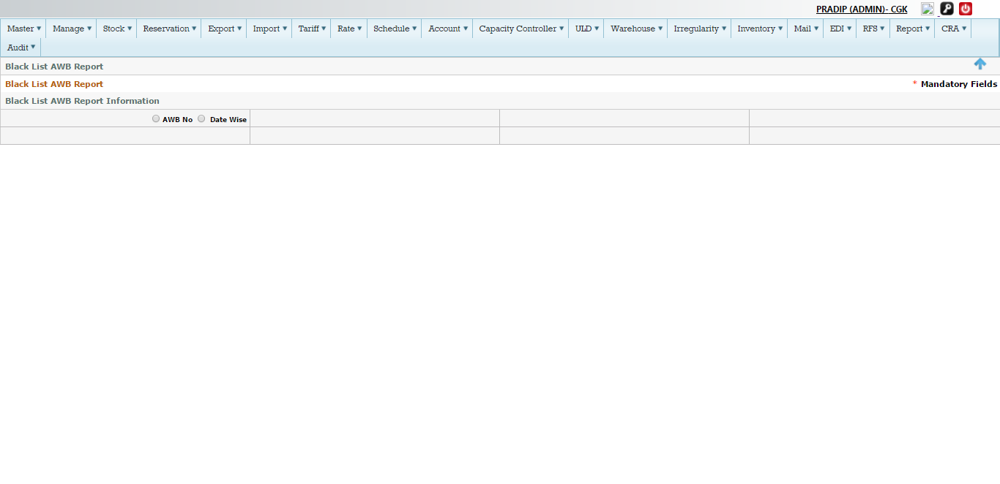 PRADIP (ADMIN)- CGK
Master Manage Stock Reservation Export Import Tariff Rate Schedule Account Capacity Controller ULD Warehouse Irregularity Inventory Mail EDI RFS Report CRA
Audit
Black List AWB Report
Black List AWB Report * Mandatory Fields
Black List AWB Report Information
AWB No Date Wise